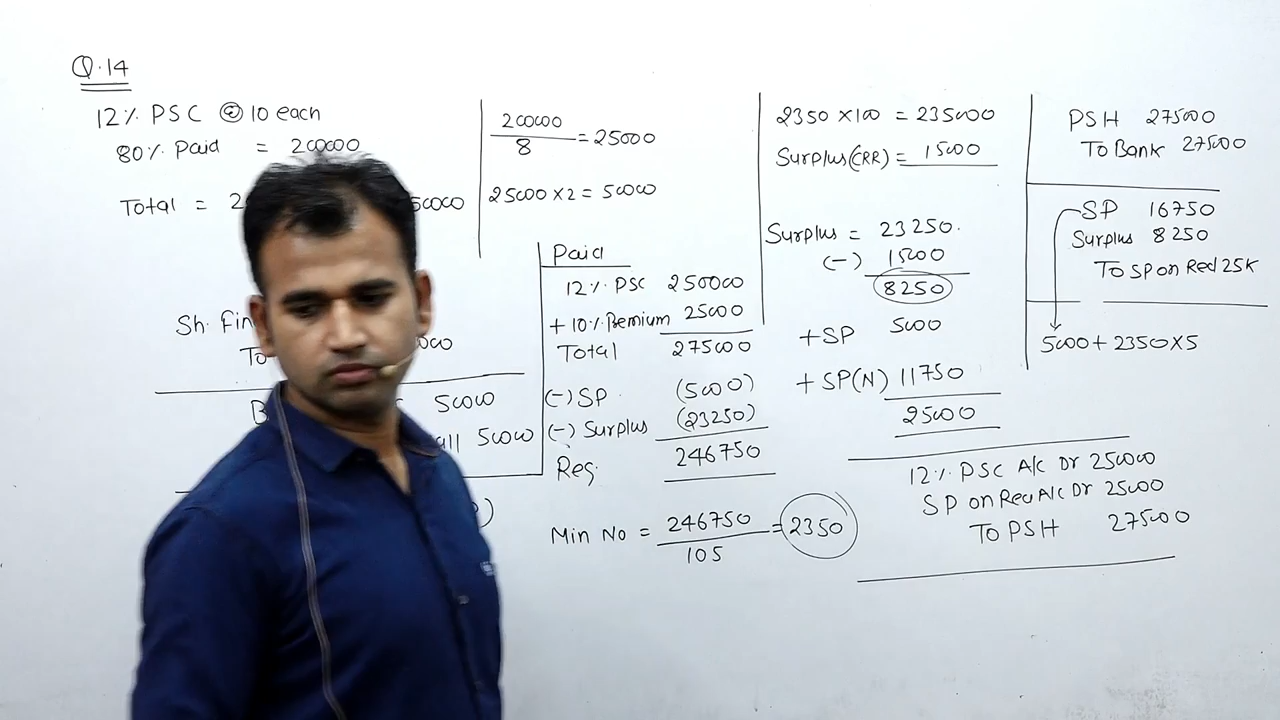 Q.14
12% PSC @ 10 each
80% Paid = 200000
Total = 2
50000
Sh. Fin
To
000
B
50000
all 50000
)
200000
8
= 25000
25000 × 2 = 50000
Paid
12% PSC 250000
+ 10% Premium 25000
Total 275000
(-) SP (5000)
(-) Surplus (23250)
Req. 246750
Min No = 246750
105
= 2350
2350 × 100 = 235000
Surplus (CRR) = 15000
Surplus = 23250
(-) 15000
8250
+ SP 5000
+ SP(N) 11750
25000
12% PSC A/c Dr 250000
SP on Red A/c Dr 25000
To PSH 275000
PSH 275000
To Bank 275000
SP 16750
Surplus 8250
To SP on Red 25K
5000 + 2350 × 5